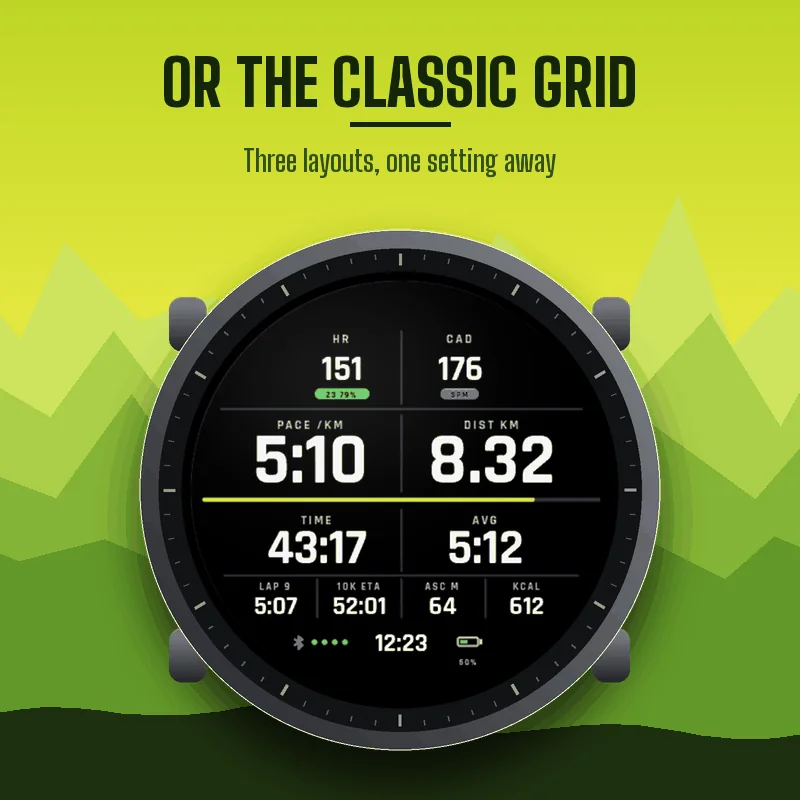 OR THE CLASSIC GRID
Three layouts, one setting away
HR CAD
151 176
Z3 79% SPM
PACE /KM DIST KM
5:10 8.32
TIME AVG
43:17 5:12
LAP 9 10K ETA ASC M KCAL
5:07 52:01 64 612
12:23
50%